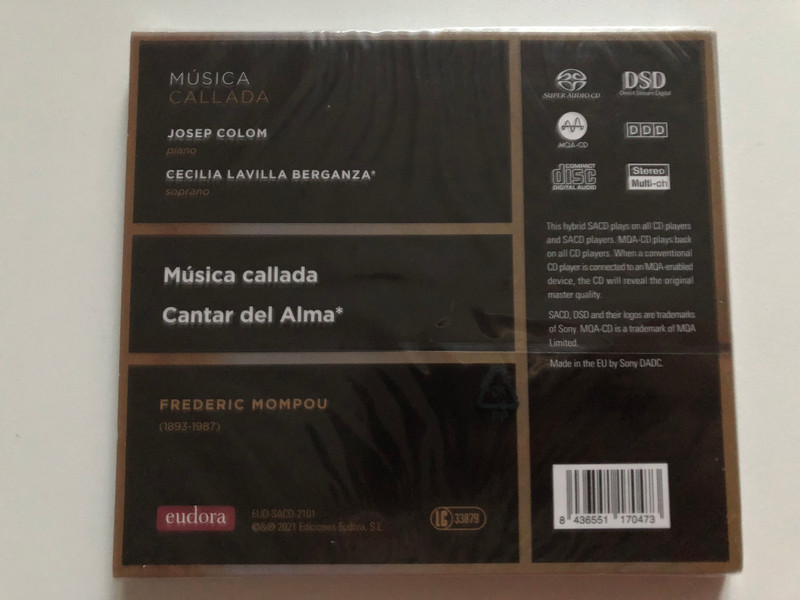 MÚSICA
CALLADA
JOSEP COLOM
piano
CECILIA LAVILLA BERGANZA*
soprano
Música callada
Cantar del Alma*
FREDERIC MOMPOU
(1893-1987)
eudora
EUD-SACD-2101
©&℗ 2021 Ediciones Eudora, S.L.
LC 33879
SUPER AUDIO CD
DSD
Direct Stream Digital
MQA-CD
DDD
COMPACT
disc
DIGITAL AUDIO
Stereo
Multi-ch
This hybrid SACD plays on all CD players
and SACD players. MQA-CD plays back
on all CD players. When a conventional
CD player is connected to an MQA-enabled
device, the CD will reveal the original
master quality.
SACD, DSD and their logos are trademarks
of Sony. MQA-CD is a trademark of MQA
Limited.
Made in the EU by Sony DADC.
8 436551 170473